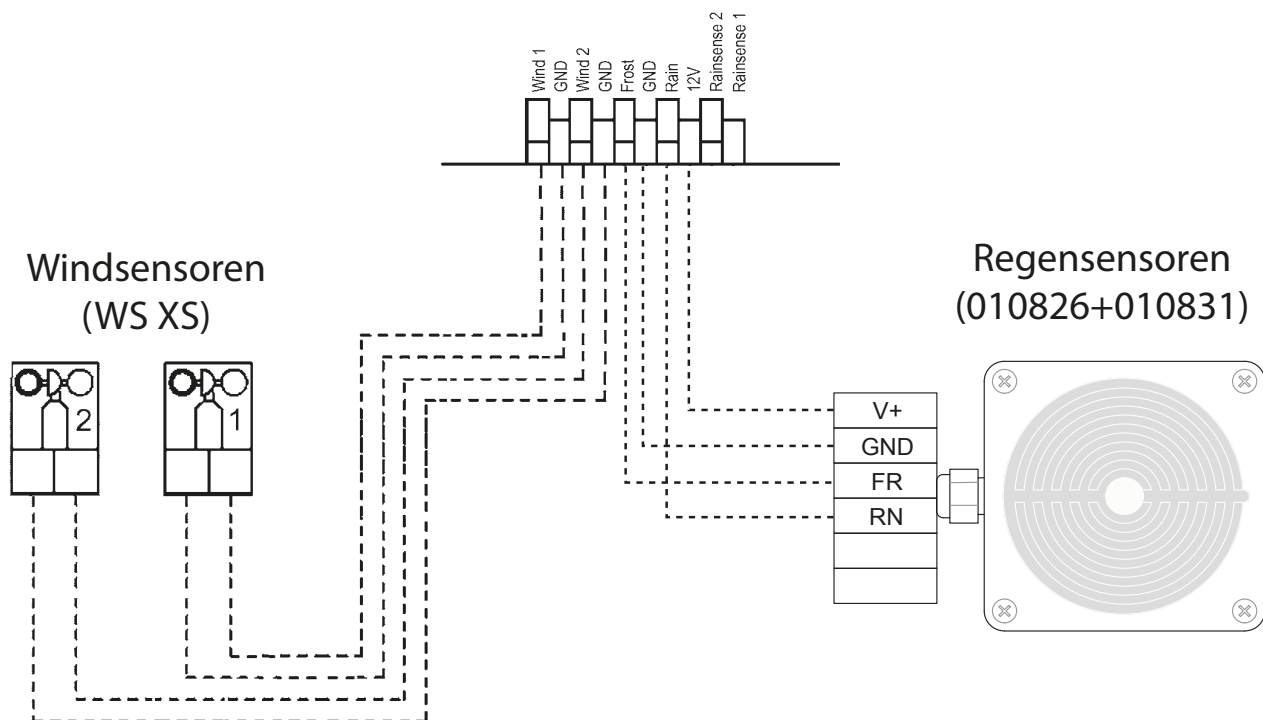 Wind 1
GND
Wind 2
GND
Frost
GND
Rain
12V
Rainsense 2
Rainsense 1
Windsensoren
(WS XS)
2
1
Regensensoren
(010826+010831)
V+
GND
FR
RN